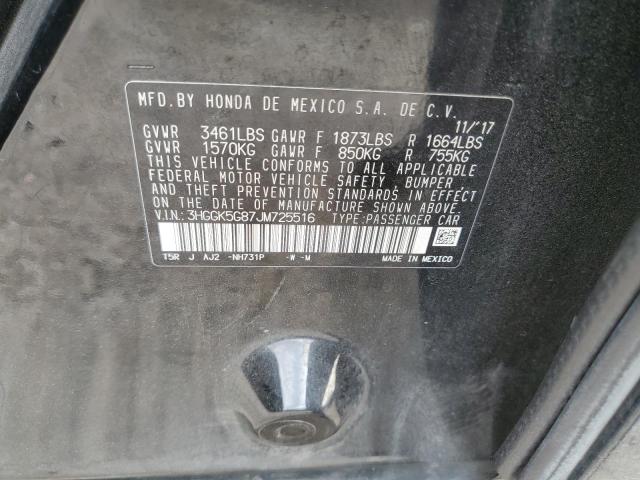 MFD. BY HONDA DE MEXICO S.A. DE C.V.
11/'17
GVWR 3461LBS GAWR F 1873LBS R 1664LBS
GVWR 1570KG GAWR F 850KG R 755KG
THIS VEHICLE CONFORMS TO ALL APPLICABLE
FEDERAL MOTOR VEHICLE SAFETY, BUMPER
AND THEFT PREVENTION STANDARDS IN EFFECT
ON THE DATE OF MANUFACTURE SHOWN ABOVE.
V.I.N.: 3HGGK5G87JM725516 TYPE:PASSENGER CAR
T5R J AJ2 -NH731P -W -M MADE IN MEXICO